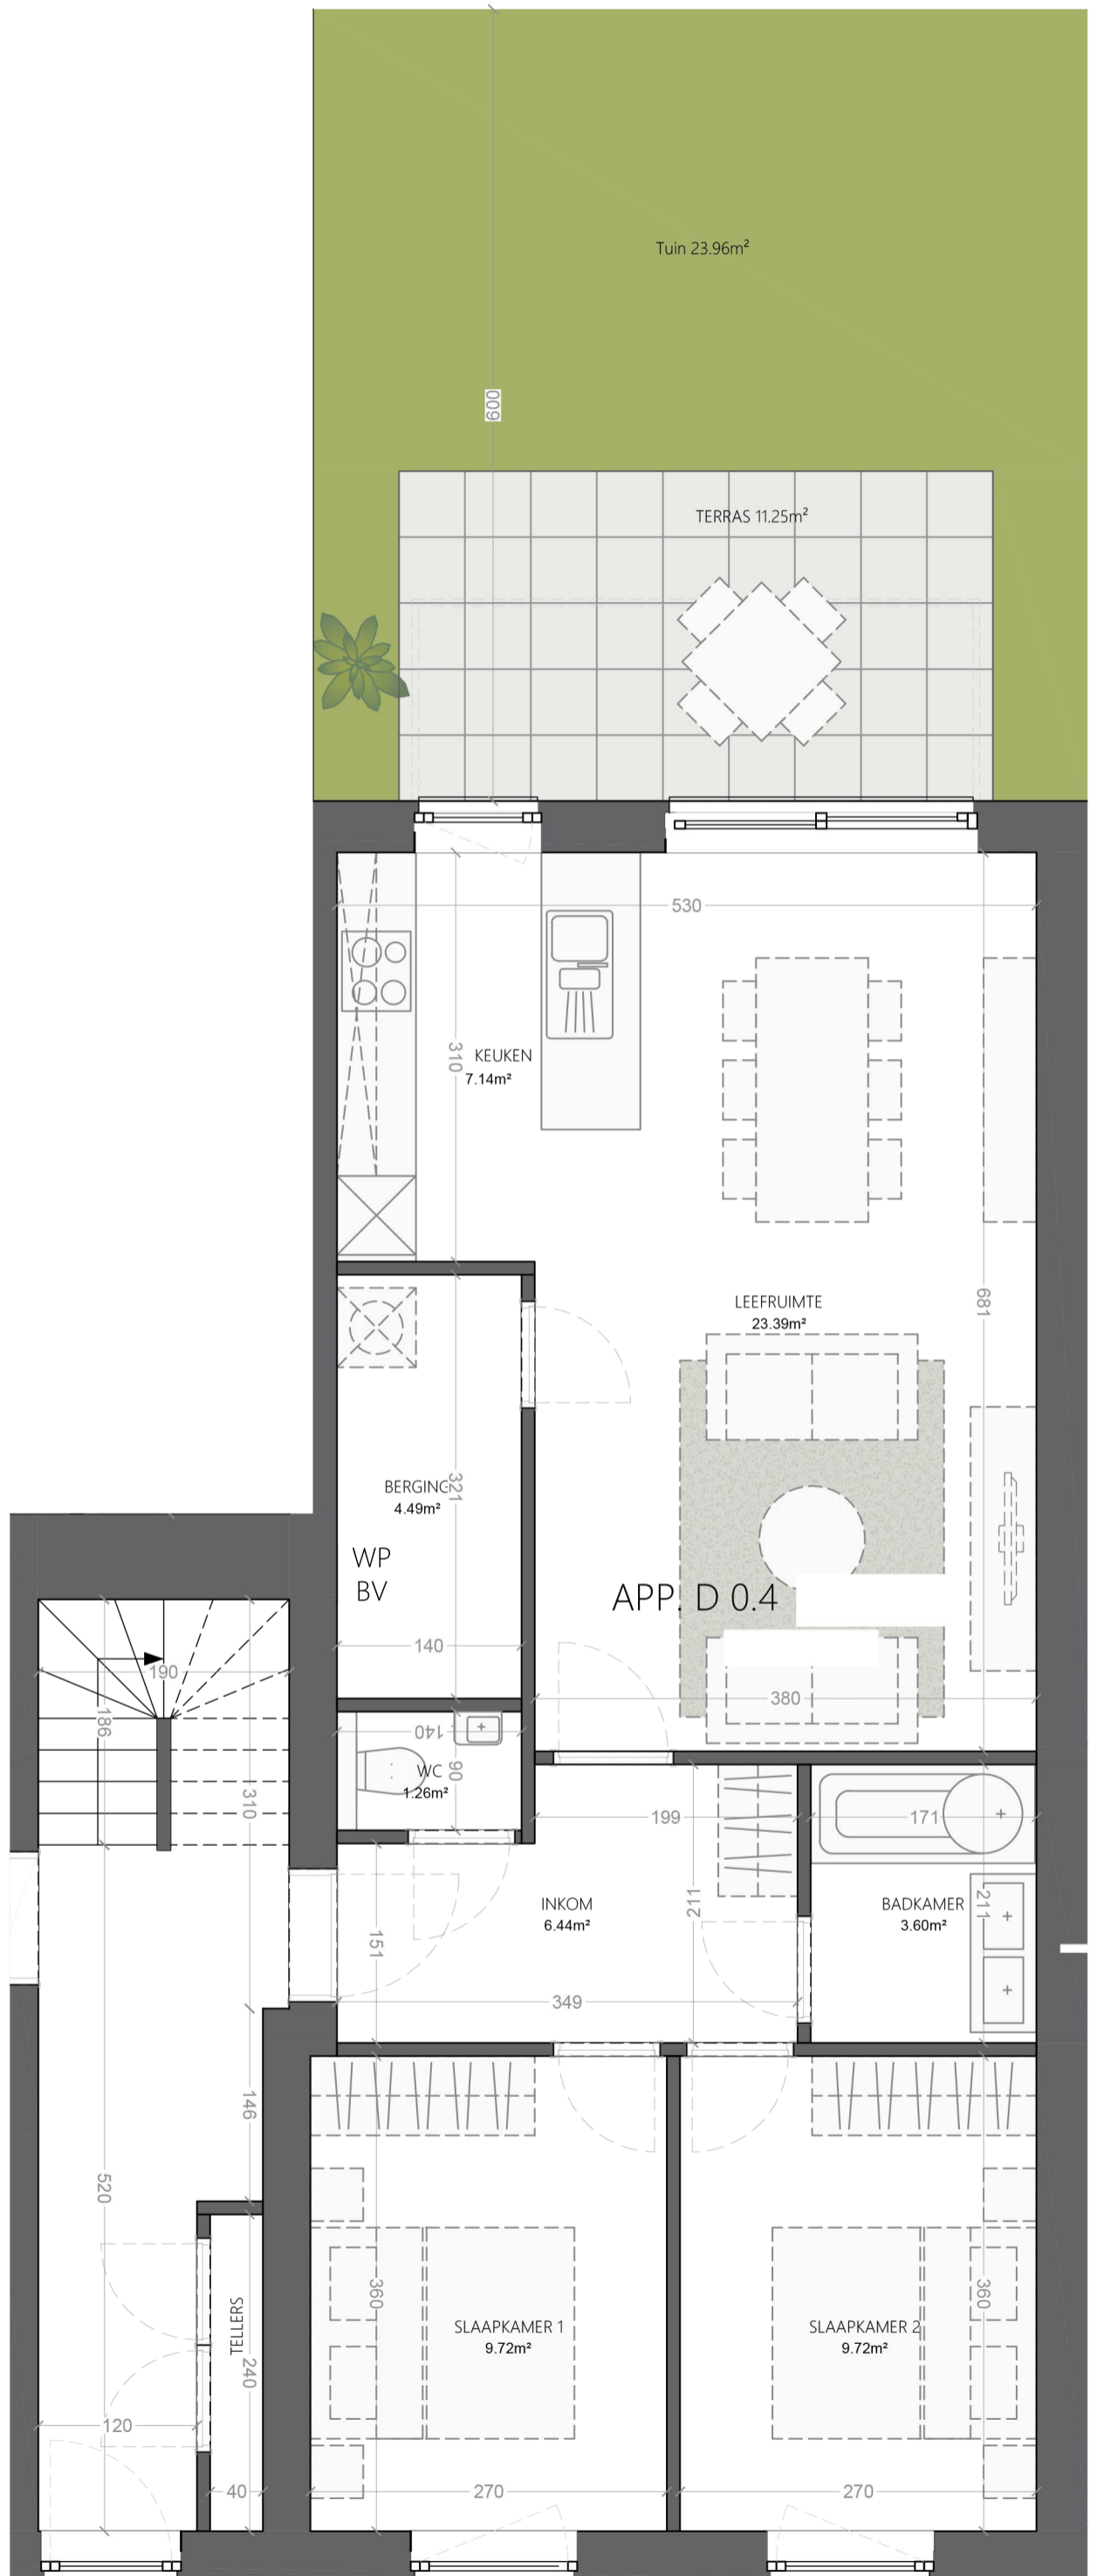 Tuin 23.96m²
600
TERRAS 11.25m²
530
310
KEUKEN
7.14m²
681
LEEFRUIMTE
23.39m²
321
BERGING
4.49m²
WP
BV
APP. D 0.4
140
190
380
186
140
90
WC
1.26m²
310
199
171
211
INKOM
6.44m²
BADKAMER
3.60m²
211
151
349
146
520
360
360
TELLERS
SLAAPKAMER 1
9.72m²
SLAAPKAMER 2
9.72m²
240
120
40
270
270